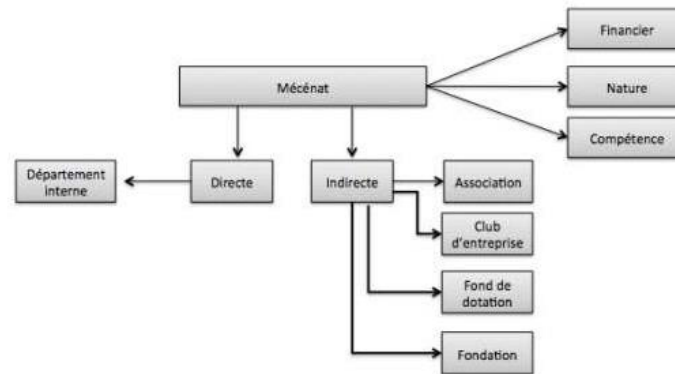 Financier
Mécénat
Nature
Compétence
Département
interne
Directe
Indirecte
Association
Club
d'entreprise
Fond de
dotation
Fondation